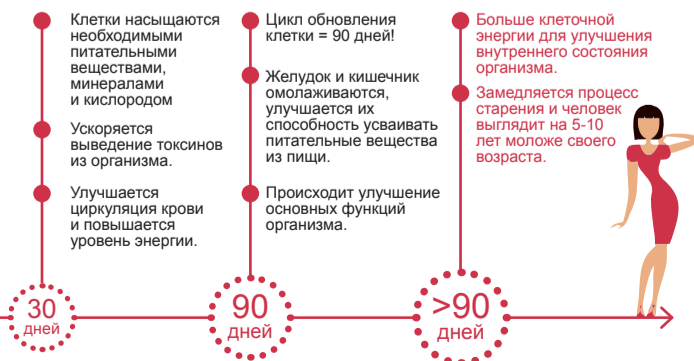 Клетки насыщаются
необходимыми
питательными
веществами,
минералами
и кислородом
Ускоряется
выведение токсинов
из организма.
Улучшается
циркуляция крови
и повышается
уровень энергии.
30
дней
Цикл обновления
клетки = 90 дней!
Желудок и кишечник
омолаживаются,
улучшается их
способность усваивать
питательные вещества
из пищи.
Происходит улучшение
основных функций
организма.
90
дней
Больше клеточной
энергии для улучшения
внутреннего состояния
организма.
Замедляется процесс
старения и человек
выглядит на 5-10
лет моложе своего
возраста.
>90
дней